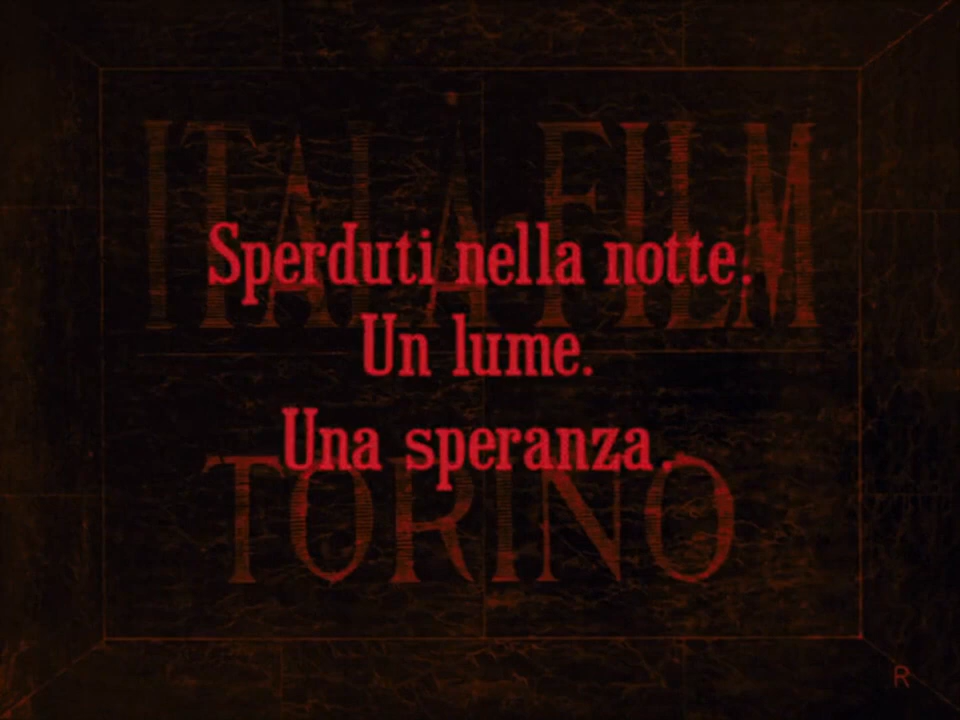 ITALA FILM
Sperduti nella notte.
Un lume.
Una speranza.
TORINO
R